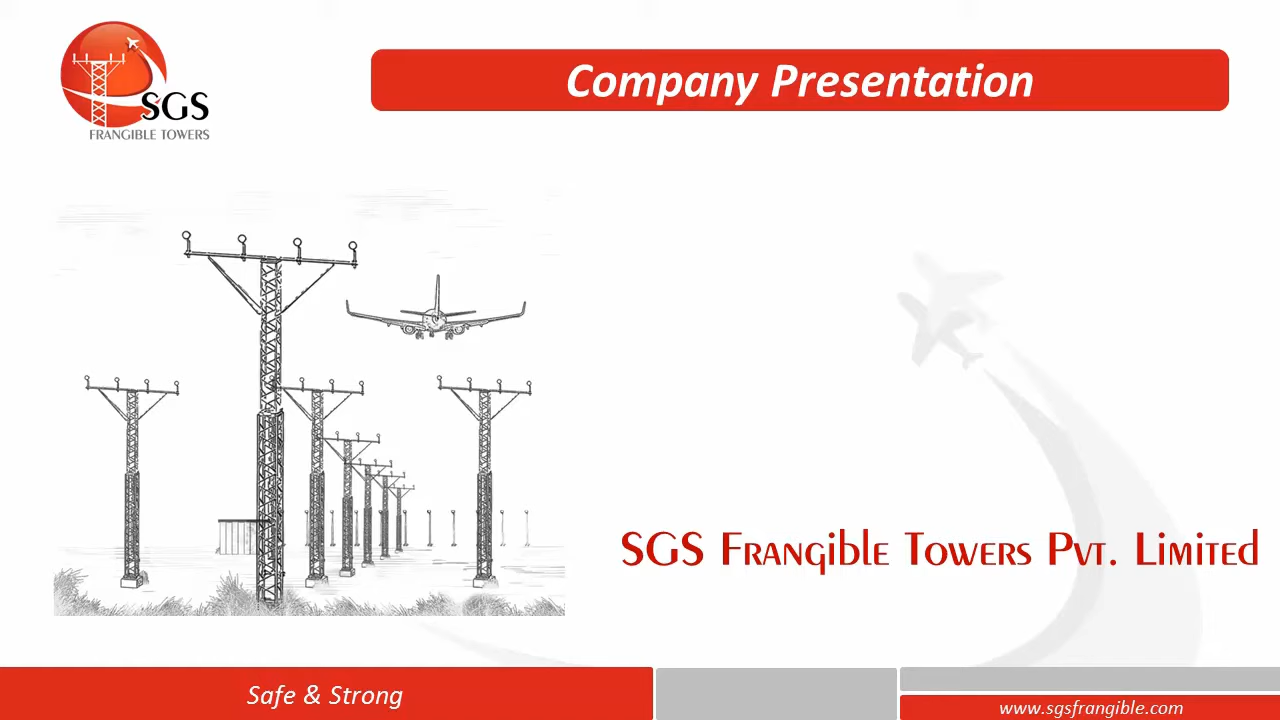 Company Presentation
SGS
FRANGIBLE TOWERS
SGS Frangible Towers Pvt. Limited
Safe & Strong
www.sgsfrangible.com